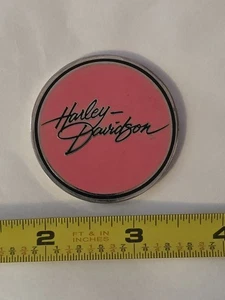 Harley-
Davidson
2 FT & IN 3 4
INCHES